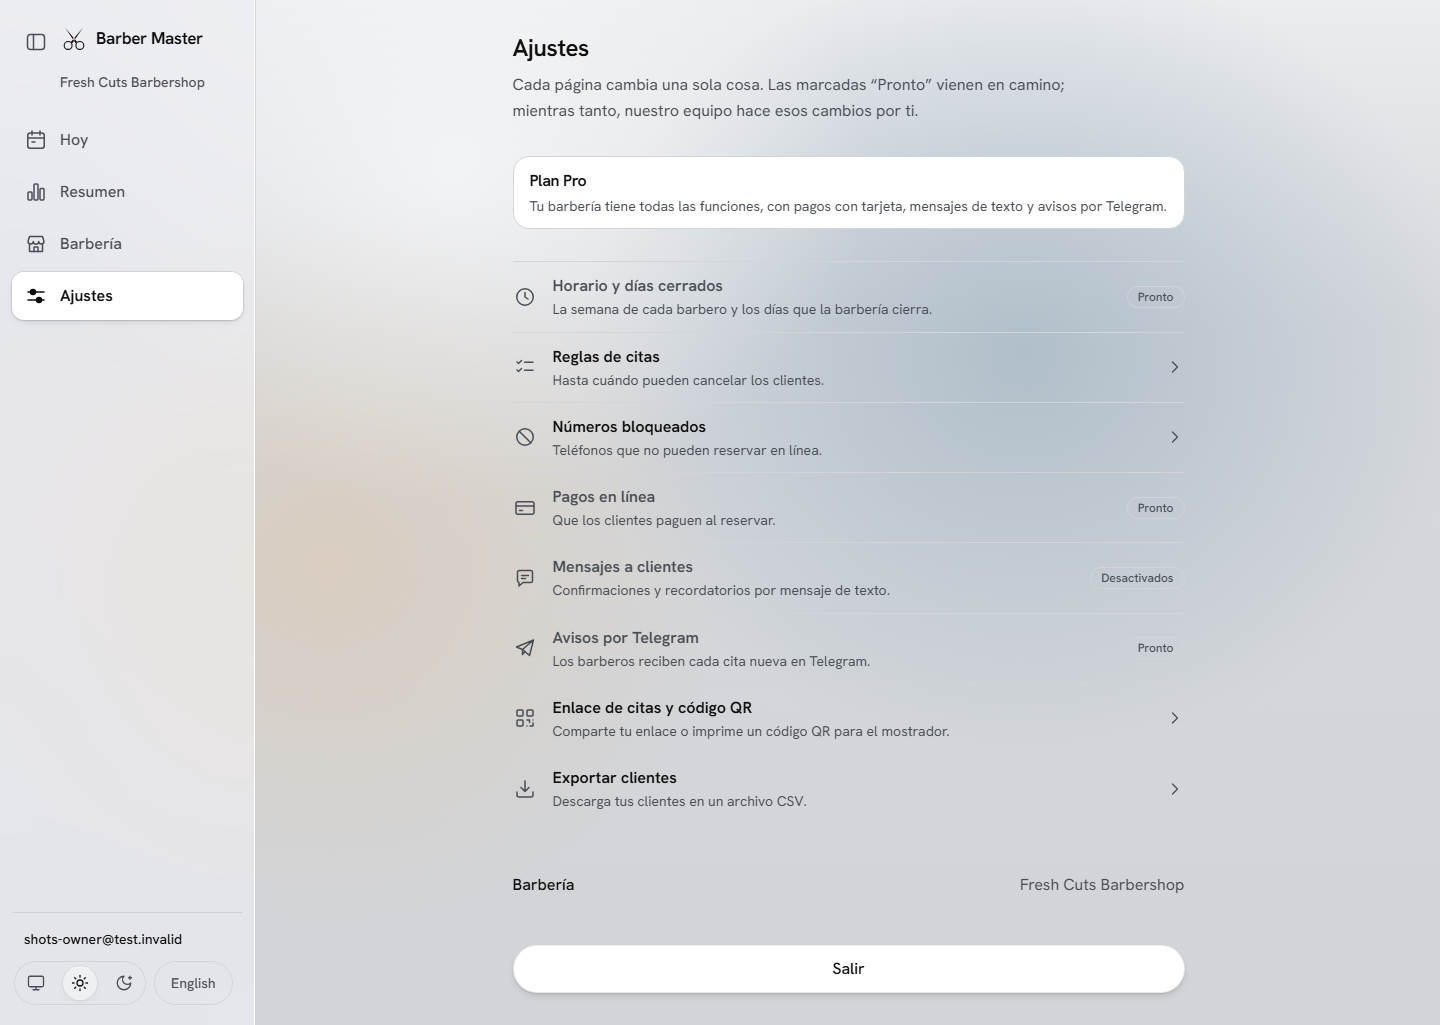 Barber Master
Fresh Cuts Barbershop
Hoy
Resumen
Barbería
Ajustes
shots-owner@test.invalid
English
Ajustes
Cada página cambia una sola cosa. Las marcadas “Pronto” vienen en camino;
mientras tanto, nuestro equipo hace esos cambios por ti.
Plan Pro
Tu barbería tiene todas las funciones, con pagos con tarjeta, mensajes de texto y avisos por Telegram.
Horario y días cerrados
La semana de cada barbero y los días que la barbería cierra.
Pronto
Reglas de citas
Hasta cuándo pueden cancelar los clientes.
Números bloqueados
Teléfonos que no pueden reservar en línea.
Pagos en línea
Que los clientes paguen al reservar.
Pronto
Mensajes a clientes
Confirmaciones y recordatorios por mensaje de texto.
Desactivados
Avisos por Telegram
Los barberos reciben cada cita nueva en Telegram.
Pronto
Enlace de citas y código QR
Comparte tu enlace o imprime un código QR para el mostrador.
Exportar clientes
Descarga tus clientes en un archivo CSV.
Barbería
Fresh Cuts Barbershop
Salir